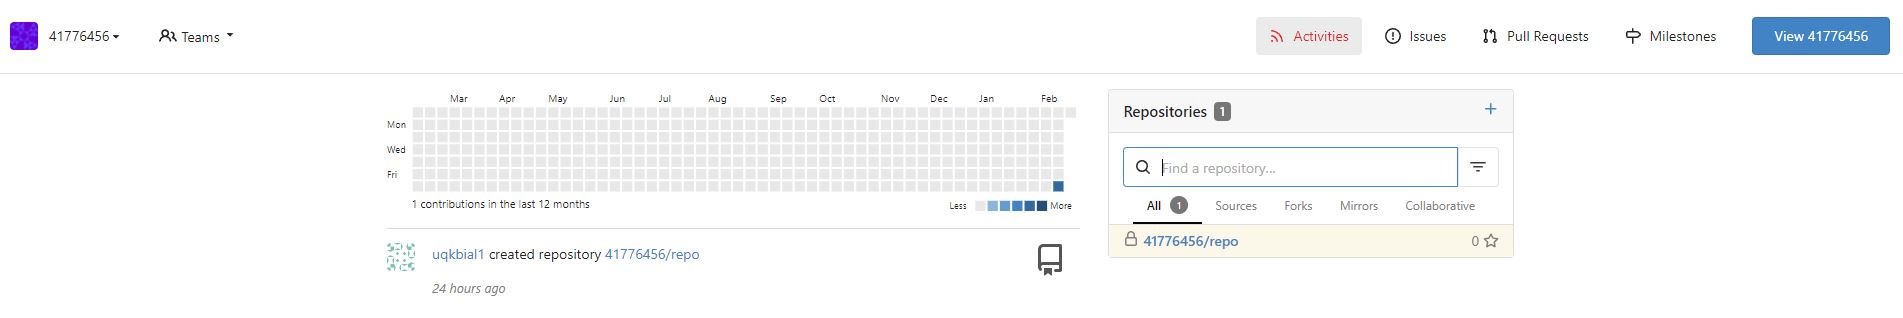 41776456 Teams Activities Issues Pull Requests Milestones View 41776456
Mar Apr May Jun Jul Aug Sep Oct Nov Dec Jan Feb
Mon
Wed
Fri
1 contributions in the last 12 months Less More
uqkbial1 created repository 41776456/repo
24 hours ago
Repositories 1 +
Find a repository...
All 1 Sources Forks Mirrors Collaborative
41776456/repo 0